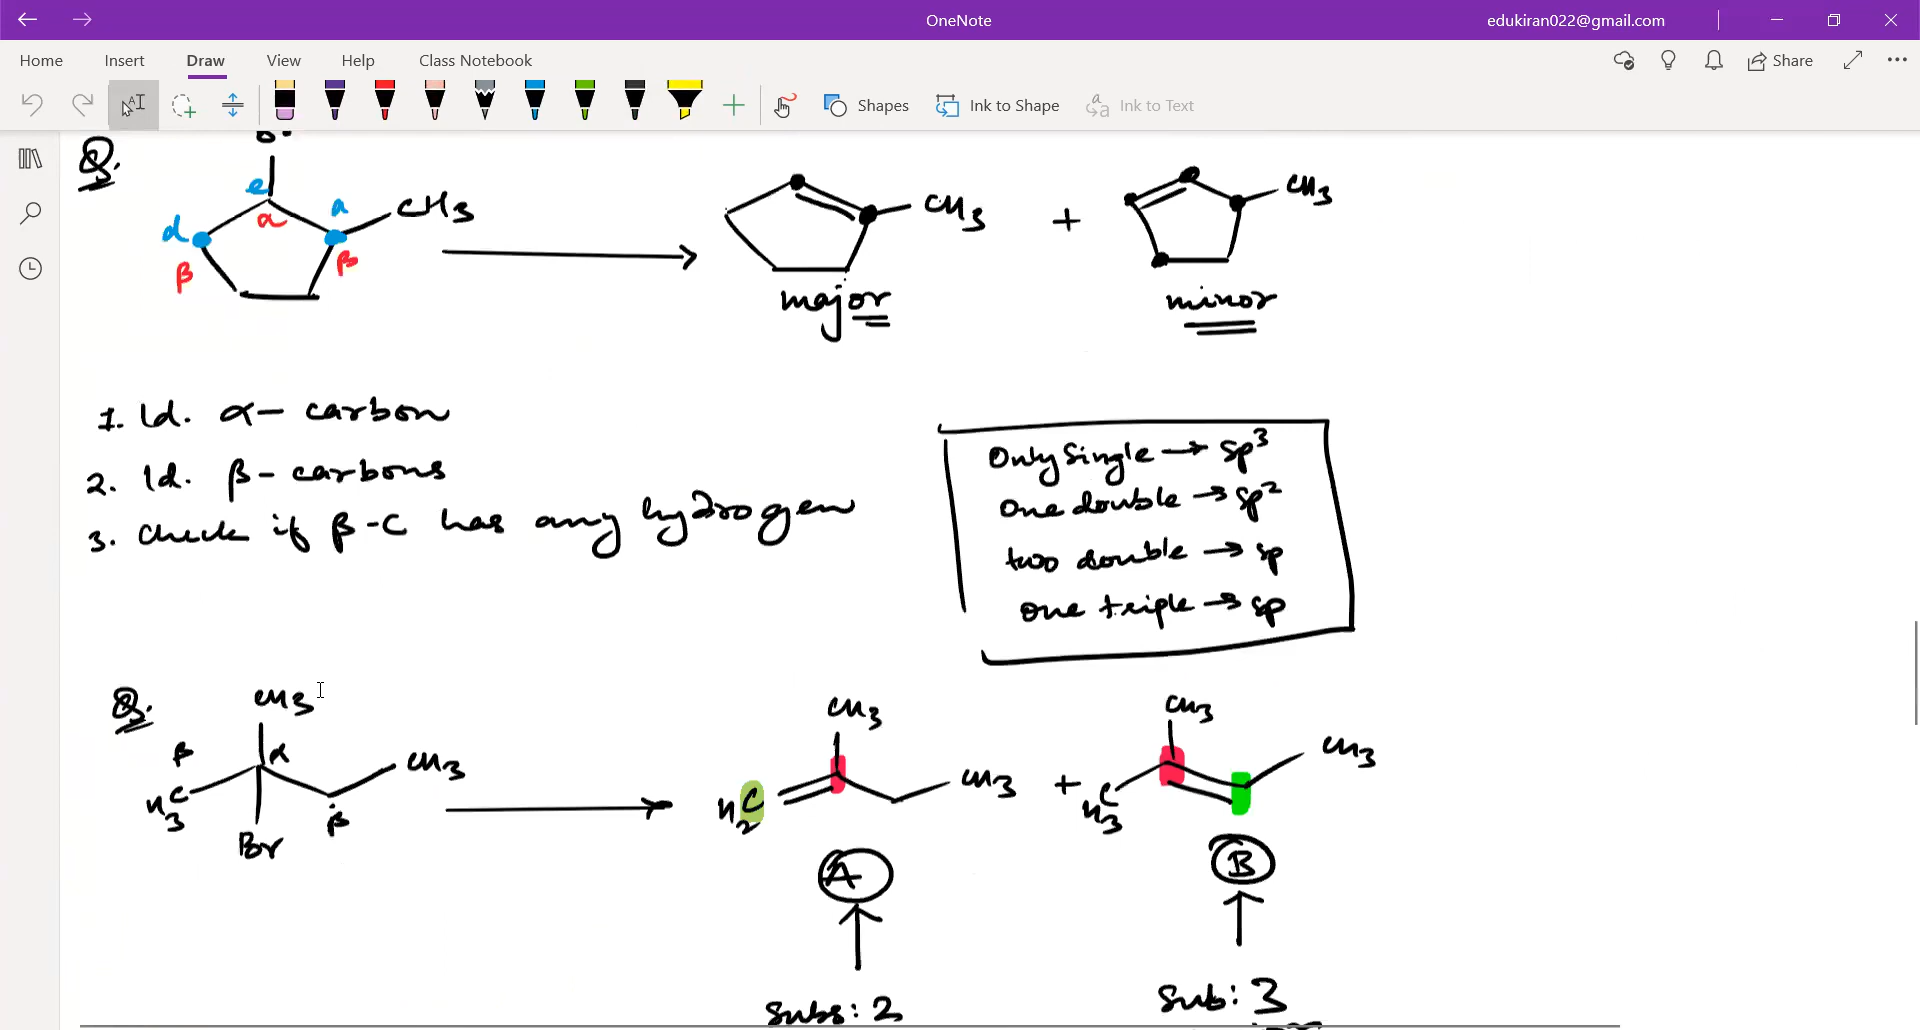 OneNote
edukiran022@gmail.com
Home Insert Draw View Help Class Notebook
Share
Shapes Ink to Shape Ink to Text
Q.
e
a
CH3
d
α
β
β
CH3
+
CH3
major
minor
1. Id. α- carbon
2. Id. β- carbons
3. Check if β-C has any hydrogen
Only Single → sp3
One double → sp2
two double → sp
one triple → sp
Q.
CH3
β
α
CH3
H3C
β
Br
CH3
H2C
CH3
+
CH3
CH3
H3C
A
B
Subs: 2
Sub: 3